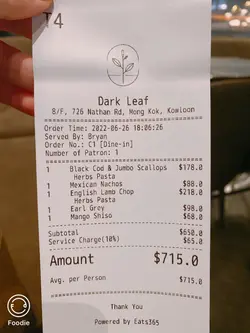 T4
Dark Leaf
8/F, 726 Nathan Rd, Mong Kok, Kowloon
Order Time: 2022-06-26 18:06:26
Served By: Bryan
Order No.: C1 [Dine-in]
Number of Patron: 1
1 Black Cod & Jumbo Scallops $178.0
Herbs Pasta
1 Mexican Nachos $88.0
1 English Lamb Chop $218.0
Herbs Pasta
1 Earl Grey $98.0
1 Mango Shiso $68.0
Subtotal $650.0
Service Charge(10%) $65.0
Amount $715.0
Avg. per Person $715.0
Thank You
Powered by Eats365
Foodie